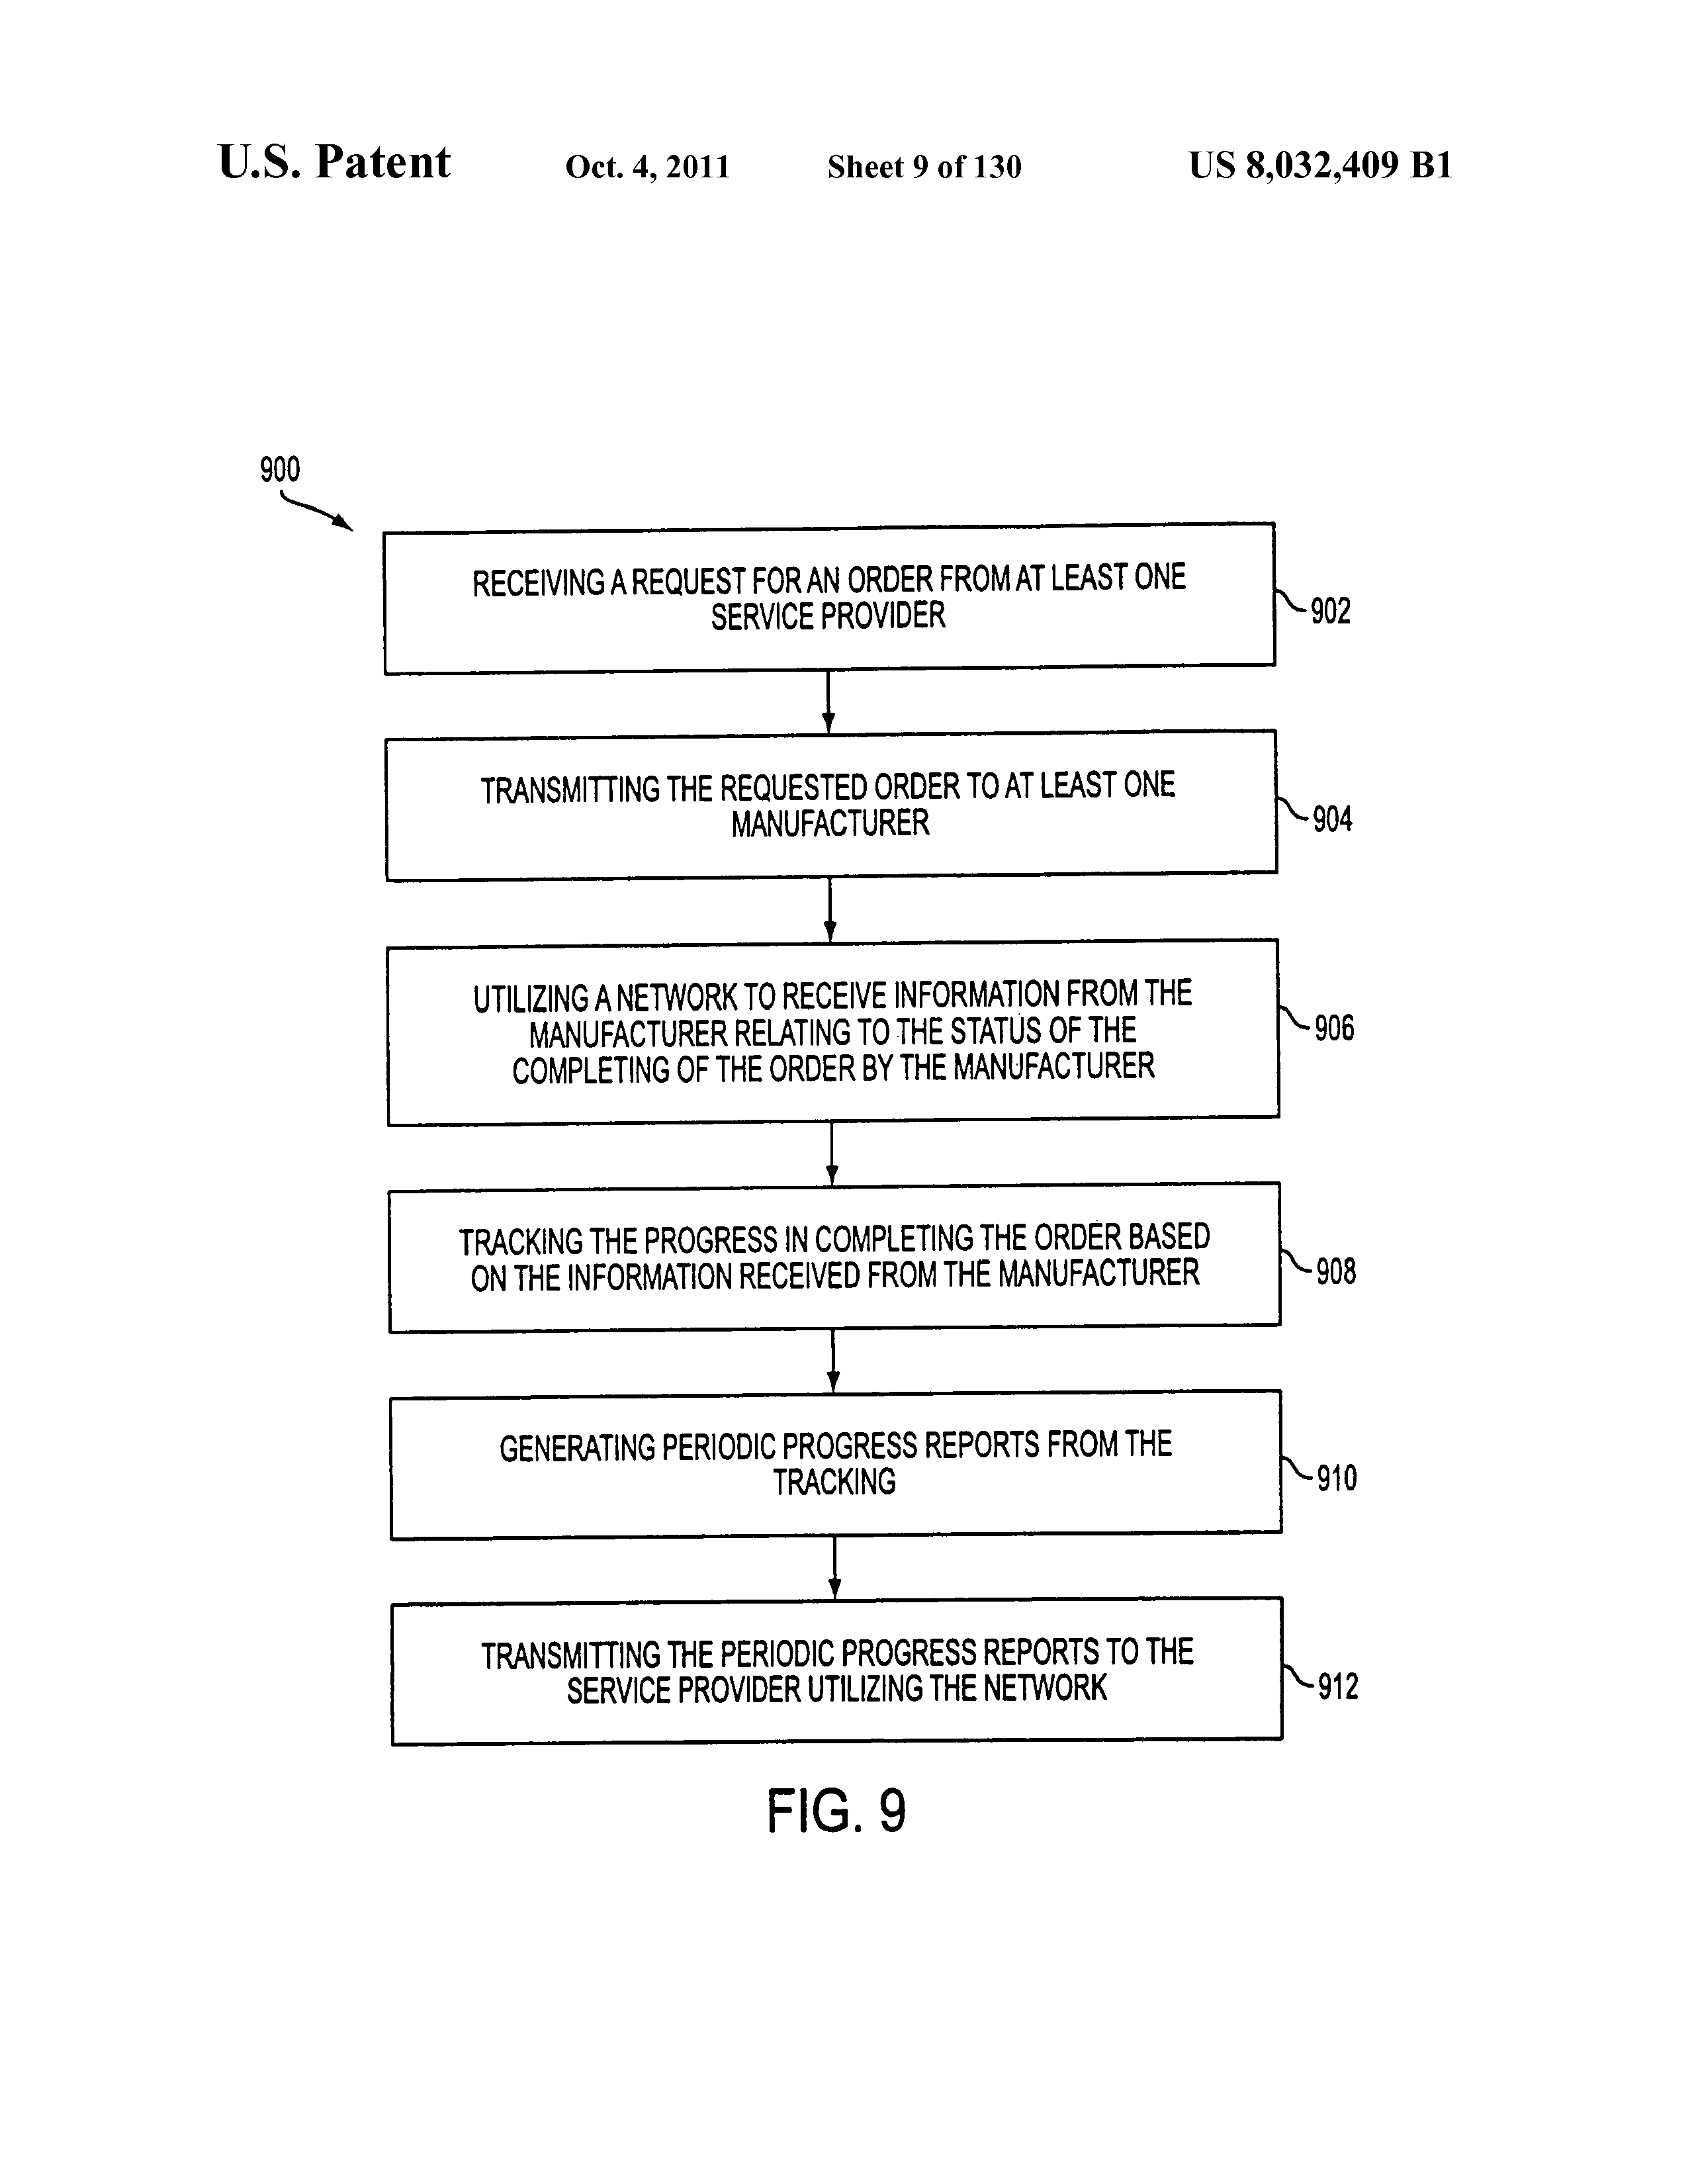 U.S. Patent Oct. 4, 2011 Sheet 9 of 130 US 8,032,409 B1
900
RECEIVING A REQUEST FOR AN ORDER FROM AT LEAST ONE
SERVICE PROVIDER
902
TRANSMITTING THE REQUESTED ORDER TO AT LEAST ONE
MANUFACTURER
904
UTILIZING A NETWORK TO RECEIVE INFORMATION FROM THE
MANUFACTURER RELATING TO THE STATUS OF THE
COMPLETING OF THE ORDER BY THE MANUFACTURER
906
TRACKING THE PROGRESS IN COMPLETING THE ORDER BASED
ON THE INFORMATION RECEIVED FROM THE MANUFACTURER
908
GENERATING PERIODIC PROGRESS REPORTS FROM THE
TRACKING
910
TRANSMITTING THE PERIODIC PROGRESS REPORTS TO THE
SERVICE PROVIDER UTILIZING THE NETWORK
912
FIG. 9